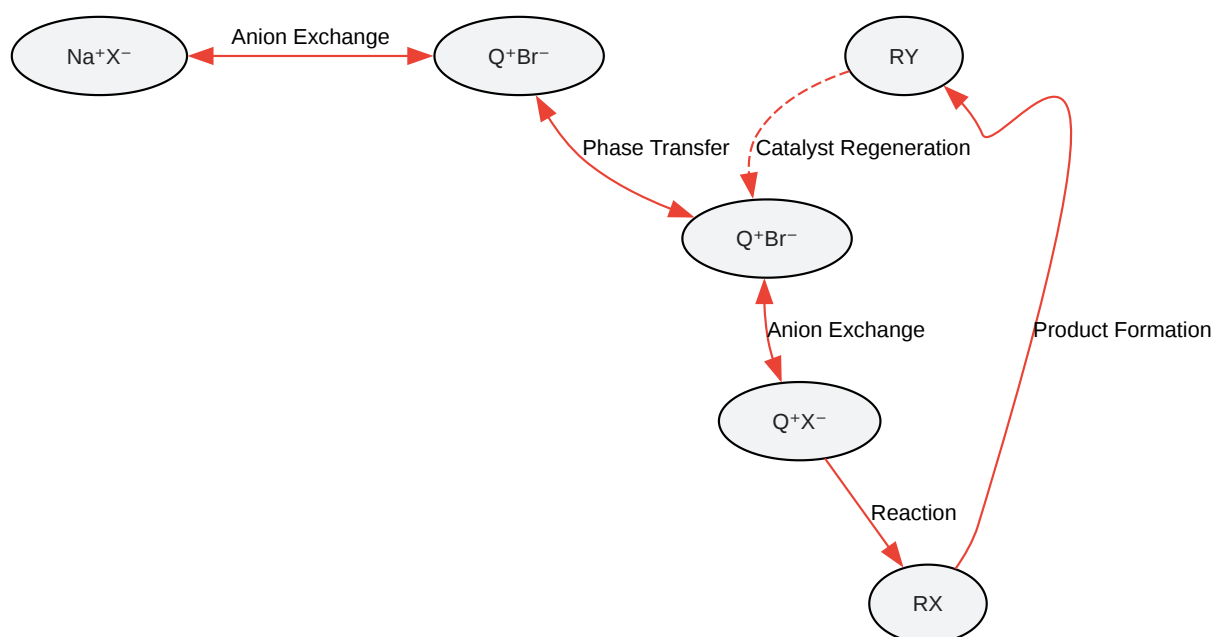 Na⁺X⁻
Anion Exchange
Q⁺Br⁻
RY
Phase Transfer
Catalyst Regeneration
Q⁺Br⁻
Anion Exchange
Product Formation
Q⁺X⁻
Reaction
RX